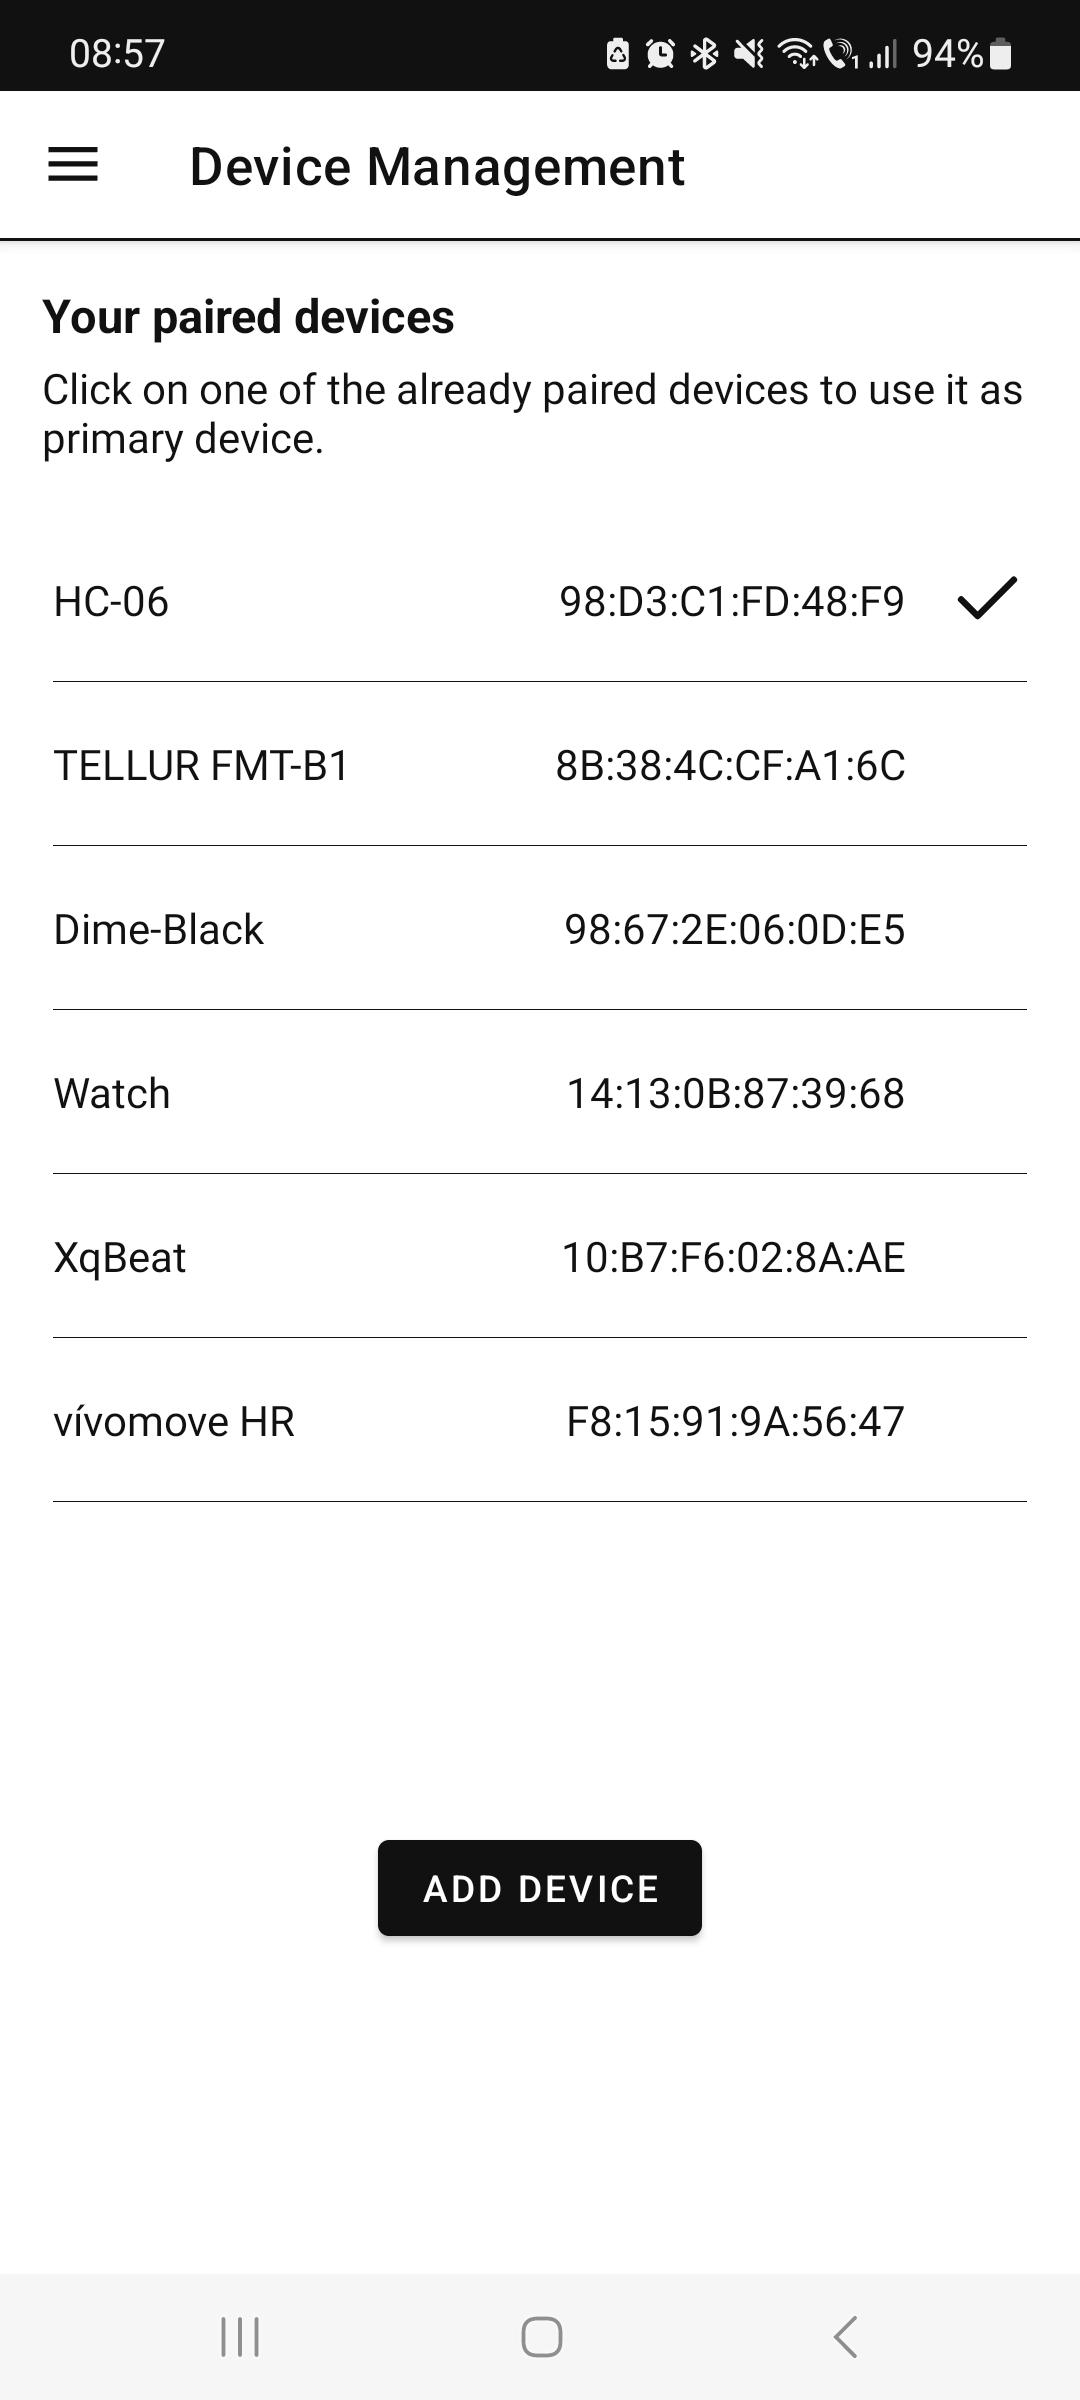 08:57
94%
Device Management
Your paired devices
Click on one of the already paired devices to use it as
primary device.
HC-06 98:D3:C1:FD:48:F9
TELLUR FMT-B1 8B:38:4C:CF:A1:6C
Dime-Black 98:67:2E:06:0D:E5
Watch 14:13:0B:87:39:68
XqBeat 10:B7:F6:02:8A:AE
vívomove HR F8:15:91:9A:56:47
ADD DEVICE